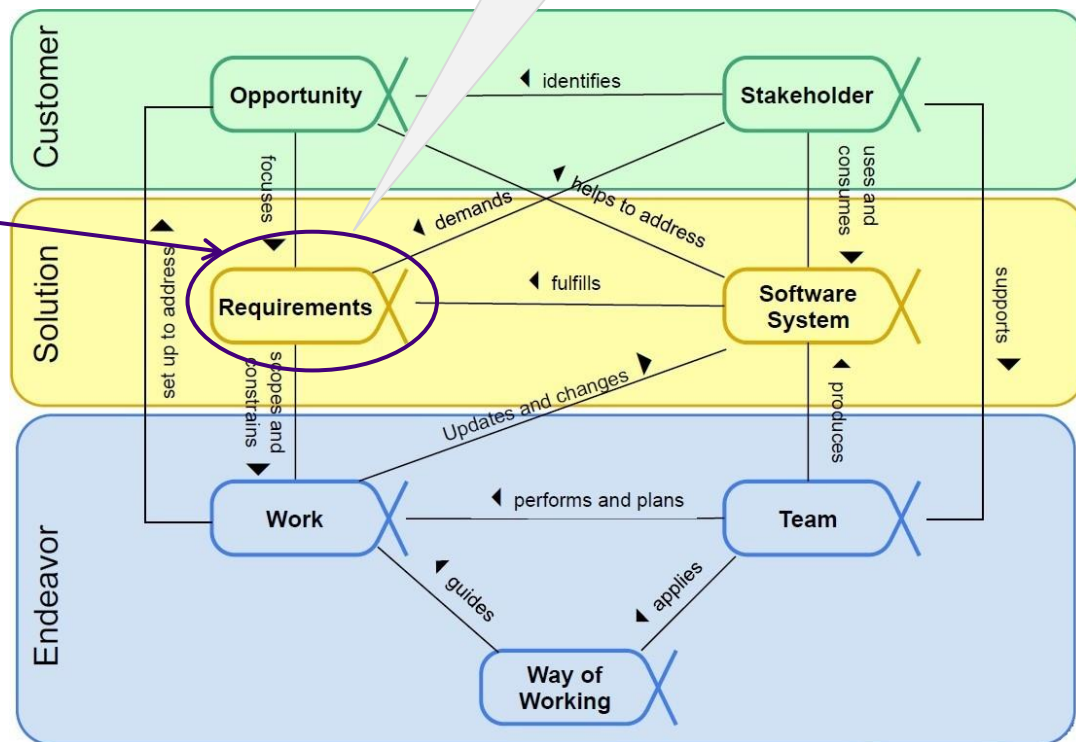 Customer
Opportunity
identifies
Stakeholder
focuses
demands
helps to address
uses and
consumes
Solution
set up to address
Requirements
fulfills
Software
System
supports
scopes and
constrains
Updates and changes
produces
Endeavor
Work
performs and plans
Team
guides
applies
Way of
Working